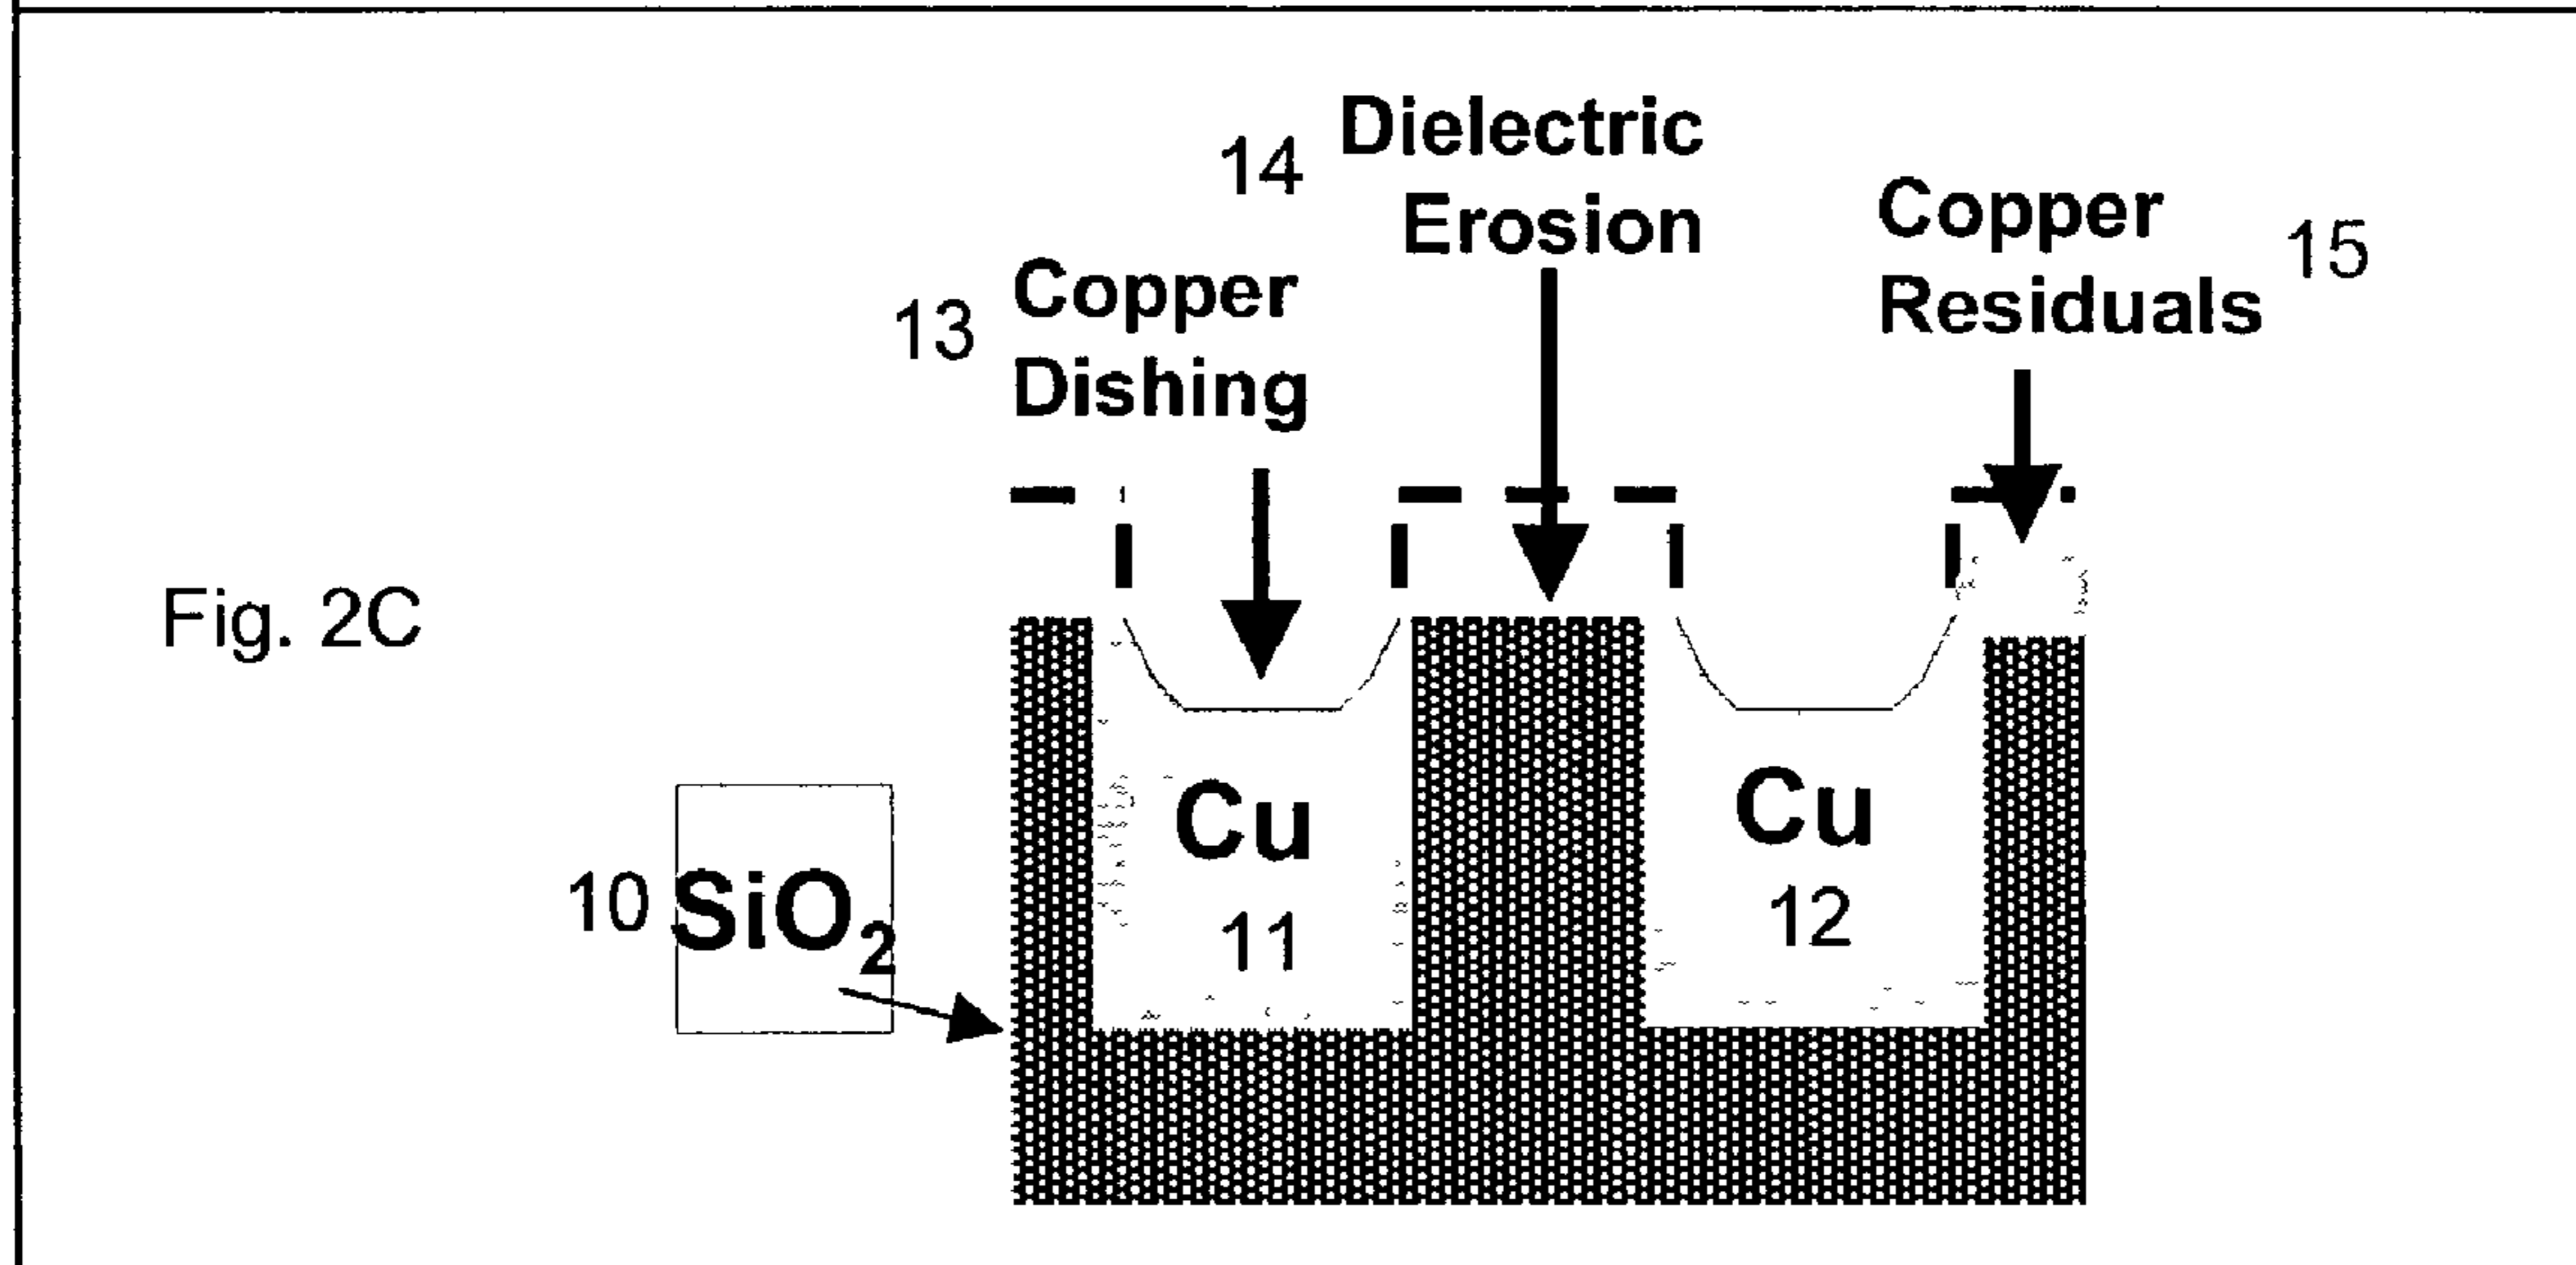 14 Dielectric
Erosion
Copper 15
Residuals
13 Copper
Dishing
Fig. 2C
Cu
11
Cu
12
10 SiO₂